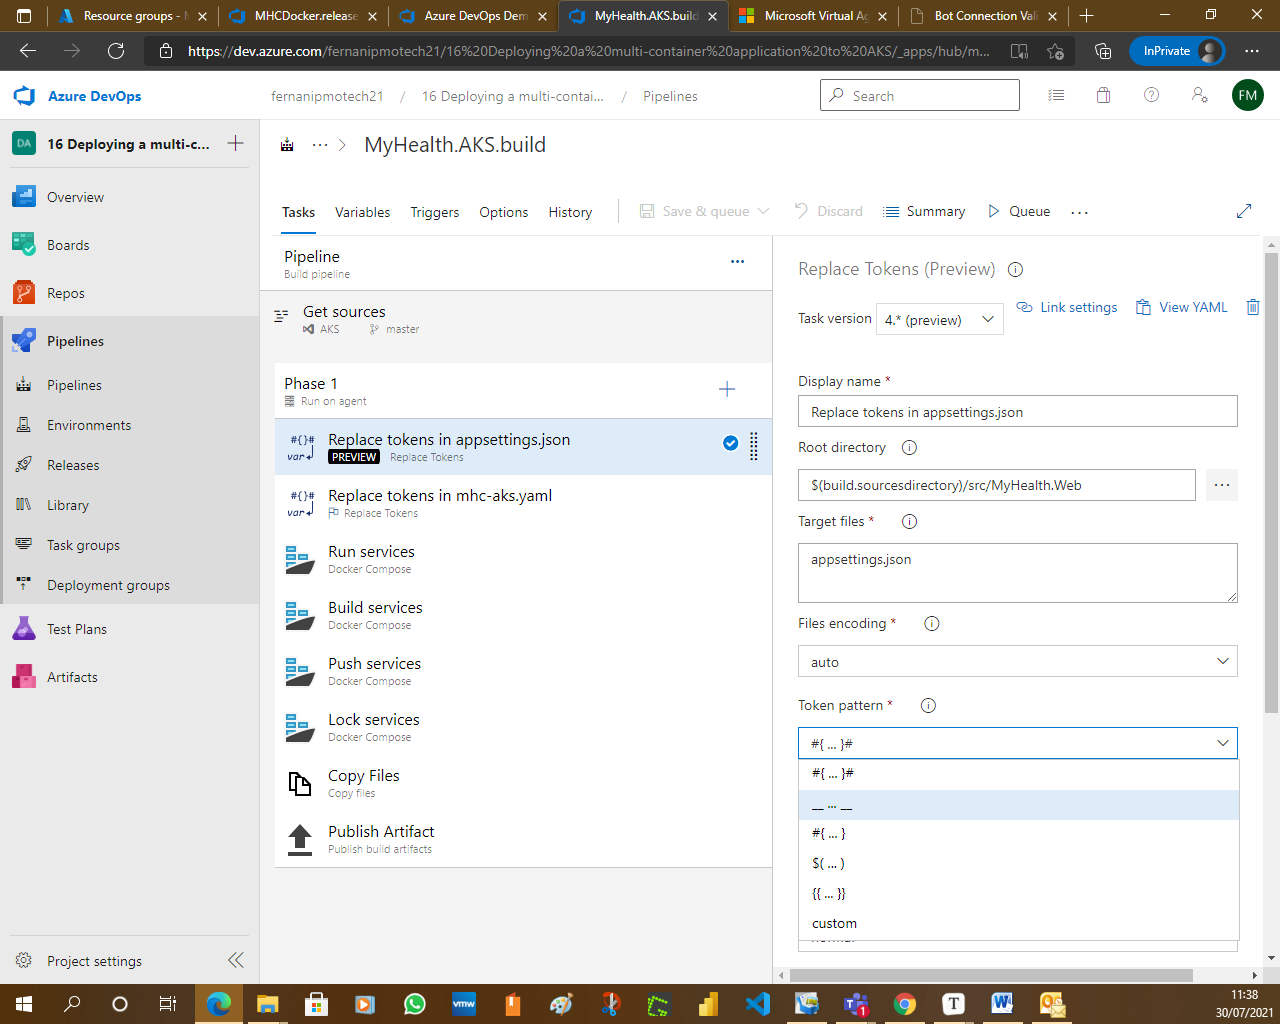 Resource groups - M
MHCDocker.release
Azure DevOps Dem
MyHealth.AKS.build
Microsoft Virtual Ag
Bot Connection Vali
https://dev.azure.com/fernanipmotech21/16%20Deploying%20a%20multi-container%20application%20to%20AKS/_apps/hub/m...
InPrivate
Azure DevOps
fernanipmotech21 / 16 Deploying a multi-contai... / Pipelines
Search
FM
DA 16 Deploying a multi-c...
MyHealth.AKS.build
Overview
Boards
Repos
Pipelines
Pipelines
Environments
Releases
Library
Task groups
Deployment groups
Test Plans
Artifacts
Project settings
Tasks Variables Triggers Options History Save & queue Discard Summary Queue ...
Pipeline
Build pipeline
Get sources
AKS master
Phase 1
Run on agent
#{}#
var
Replace tokens in appsettings.json
PREVIEW Replace Tokens
#{}#
var
Replace tokens in mhc-aks.yaml
Replace Tokens
Run services
Docker Compose
Build services
Docker Compose
Push services
Docker Compose
Lock services
Docker Compose
Copy Files
Copy files
Publish Artifact
Publish build artifacts
Replace Tokens (Preview)
Task version 4.* (preview) Link settings View YAML
Display name *
Replace tokens in appsettings.json
Root directory
$(build.sourcesdirectory)/src/MyHealth.Web
Target files *
appsettings.json
Files encoding *
auto
Token pattern *
#{ ... }#
#{ ... }#
__ ... __
#{ ... }
$( ... )
{{ ... }}
custom
vmw
1
T
11:38
30/07/2021